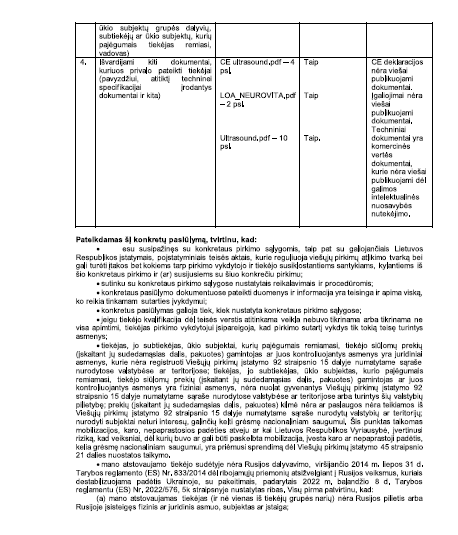 ūkio subjektų grupės dalyvių,
subtiekėjų ar ūkio subjektų, kurių
pajėgumais tiekėjas remiasi,
vadovas)
4. Išvardijami kiti dokumentai,
kuriuos privalo pateikti tiekėjai
(pavyzdžiui, atitiktį techninei
specifikacijai įrodantys
dokumentai ir kita)
CE ultrasound.pdf – 4
psl.
LOA_NEUROVITA.pdf
– 2 psl.
Ultrasound.pdf – 10
psl.
Taip
Taip.
Taip.
CE deklaracijos
nėra viešai
publikuojami
dokumentai.
Įgaliojimai nėra
viešai
publikuojami
dokumentai.
Techniniai
dokumentai yra
komercinės
vertės
dokumentai,
kurie nėra viešai
publikuojami dėl
galimos
intelektualinės
nuosavybės
nutekėjimo.
Pateikdamas šį konkretų pasiūlymą, tvirtinu, kad:
• esu susipažinęs su konkretaus pirkimo sąlygomis, taip pat su galiojančiais Lietuvos
Respublikos įstatymais, poįstatyminiais teisės aktais, kurie reguliuoja viešųjų pirkimų atlikimo tvarką bei
gali turėti įtakos bet kokiems tarp pirkimo vykdytojo ir tiekėjo susiklostantiems santykiams, kylantiems iš
šio konkretaus pirkimo ir (ar) susijusiems su šiuo konkrečiu pirkimu;
• sutinku su konkretaus pirkimo sąlygose nustatytais reikalavimais ir procedūromis;
• konkretaus pasiūlymo dokumentuose pateikti duomenys ir informacija yra teisinga ir apima viską,
ko reikia tinkamam sutarties įvykdymui;
• konkretus pasiūlymas galioja tiek, kiek nustatyta konkretaus pirkimo sąlygose;
• jeigu tiekėjo kvalifikacija dėl teisės verstis atitinkama veikla nebuvo tikrinama arba tikrinama ne
visa apimtimi, tiekėjas pirkimo vykdytojui įsipareigoja, kad pirkimo sutartį vykdys tik tokią teisę turintys
asmenys;
• tiekėjas, jo subtiekėjas, ūkio subjektai, kurių pajėgumais remiamasi, tiekėjo siūlomų prekių
(įskaitant jų sudedamąsias dalis, pakuotes) gamintojas ar juos kontroliuojantys asmenys yra juridiniai
asmenys, kurie nėra registruoti Viešųjų pirkimų įstatymo 92 straipsnio 15 dalyje numatytame sąraše
nurodytose valstybėse ar teritorijose; tiekėjas, jo subtiekėjas, ūkio subjektas, kurio pajėgumais
remiamasi, tiekėjo siūlomų prekių (įskaitant jų sudedamąsias dalis, pakuotes) gamintojas ar juos
kontroliuojantys asmenys yra fiziniai asmenys, nėra nuolat gyvenantys Viešųjų pirkimų įstatymo 92
straipsnio 15 dalyje numatytame sąraše nurodytose valstybėse ar teritorijose arba turintys šių valstybių
pilietybę; prekių (įskaitant jų sudedamąsias dalis, pakuotes) kilmė nėra ar paslaugos nėra teikiamos iš
Viešųjų pirkimų įstatymo 92 straipsnio 15 dalyje numatytame sąraše nurodytų valstybių ar teritorijų;
nurodyti subjektai neturi interesų, galinčių kelti grėsmę nacionaliniam saugumui. Šis punktas taikomas
mobilizacijos, karo, nepaprastosios padėties atveju ar kai Lietuvos Respublikos Vyriausybė, įvertinusi
riziką, kad veiksniai, dėl kurių buvo ar gali būti paskelbta mobilizacija, įvesta karo ar nepaprastoji padėtis,
kelia grėsmę nacionaliniam saugumui, yra priėmusi sprendimą dėl Viešųjų pirkimų įstatymo 45 straipsnio
21 dalies nuostatos taikymo.
• mano atstovaujamo tiekėjo sudėtyje nėra Rusijos dalyvavimo, viršijančio 2014 m. liepos 31 d.
Tarybos reglamento (ES) Nr. 833/2014 dėl ribojamųjų priemonių atsižvelgiant į Rusijos veiksmus, kuriais
destabilizuojama padėtis Ukrainoje, su pakeitimais, padarytais 2022 m. balandžio 8 d. Tarybos
reglamentu (ES) Nr. 2022/576, 5k straipsnyje nustatytas ribas. Visų pirma patvirtinu, kad:
(a) mano atstovaujamas tiekėjas (ir nė vienas iš tiekėjų grupės narių) nėra Rusijos pilietis arba
Rusijoje įsisteigęs fizinis ar juridinis asmuo, subjektas ar įstaiga;